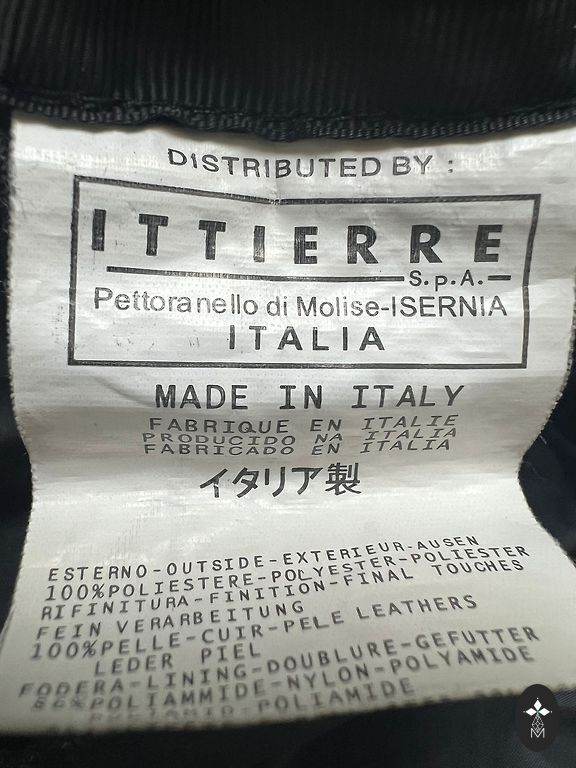 DISTRIBUTED BY :
ITTIERRE
S.p.A.
Pettoranello di Molise-ISERNIA
ITALIA
MADE IN ITALY
FABRIQUE EN ITALIE
PRODUCIDO NA ITALIA
FABRICADO EN ITALIA
イタリア製
ESTERNO-OUTSIDE-EXTERIEUR-AUSEN
100%POLIESTERE-POLYESTER-POLIESTER
RIFINITURA-FINITION-FINAL TOUCHES
FEIN VERARBEITUNG
100%PELLE-CUIR-PELE LEATHERS
LEDER PIEL
FODERA-LINING-DOUBLURE-GEFUTTER
POLIAMMIDE-NYLON-POLYAMIDE
POLIAMIDE